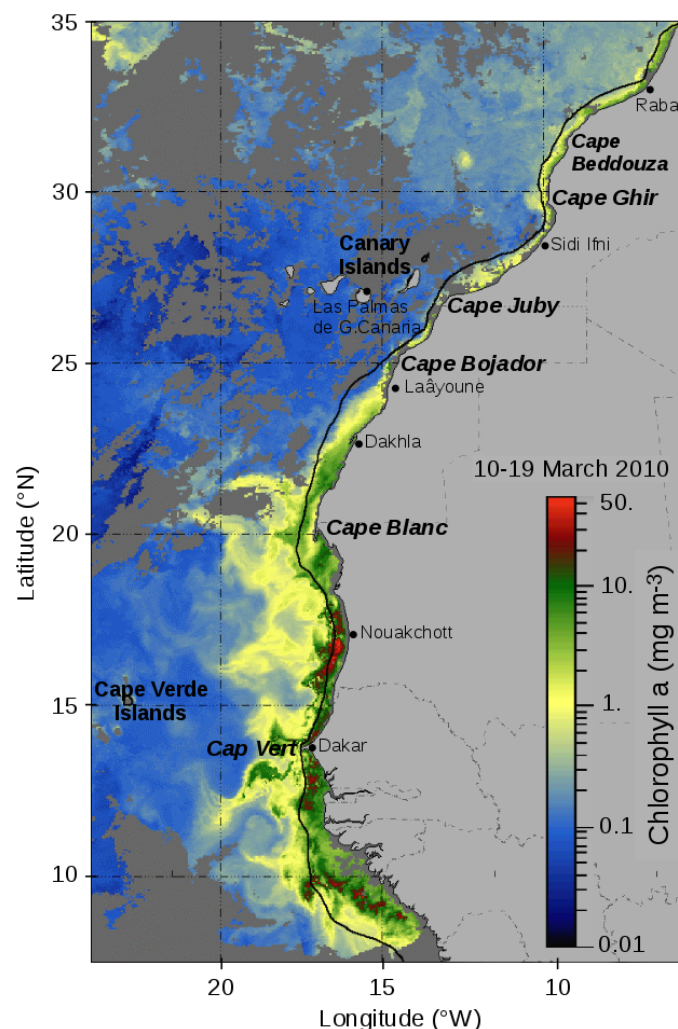 35
Raba
Cape
Beddouza
30
Cape Ghir
Canary
Islands
Sidi Ifni
Las Palmas
de G.Canaria
Cape Juby
25
Cape Bojador
Laâyoune
Dakhla
10-19 March 2010
50.
20
Cape Blanc
10.
Nouakchott
15
Cape Verde
Islands
1.
Cap Vert
Dakar
0.1
10
0.01
Latitude (°N)
Chlorophyll a (mg m-3)
20
15
10
Longitude (°W)